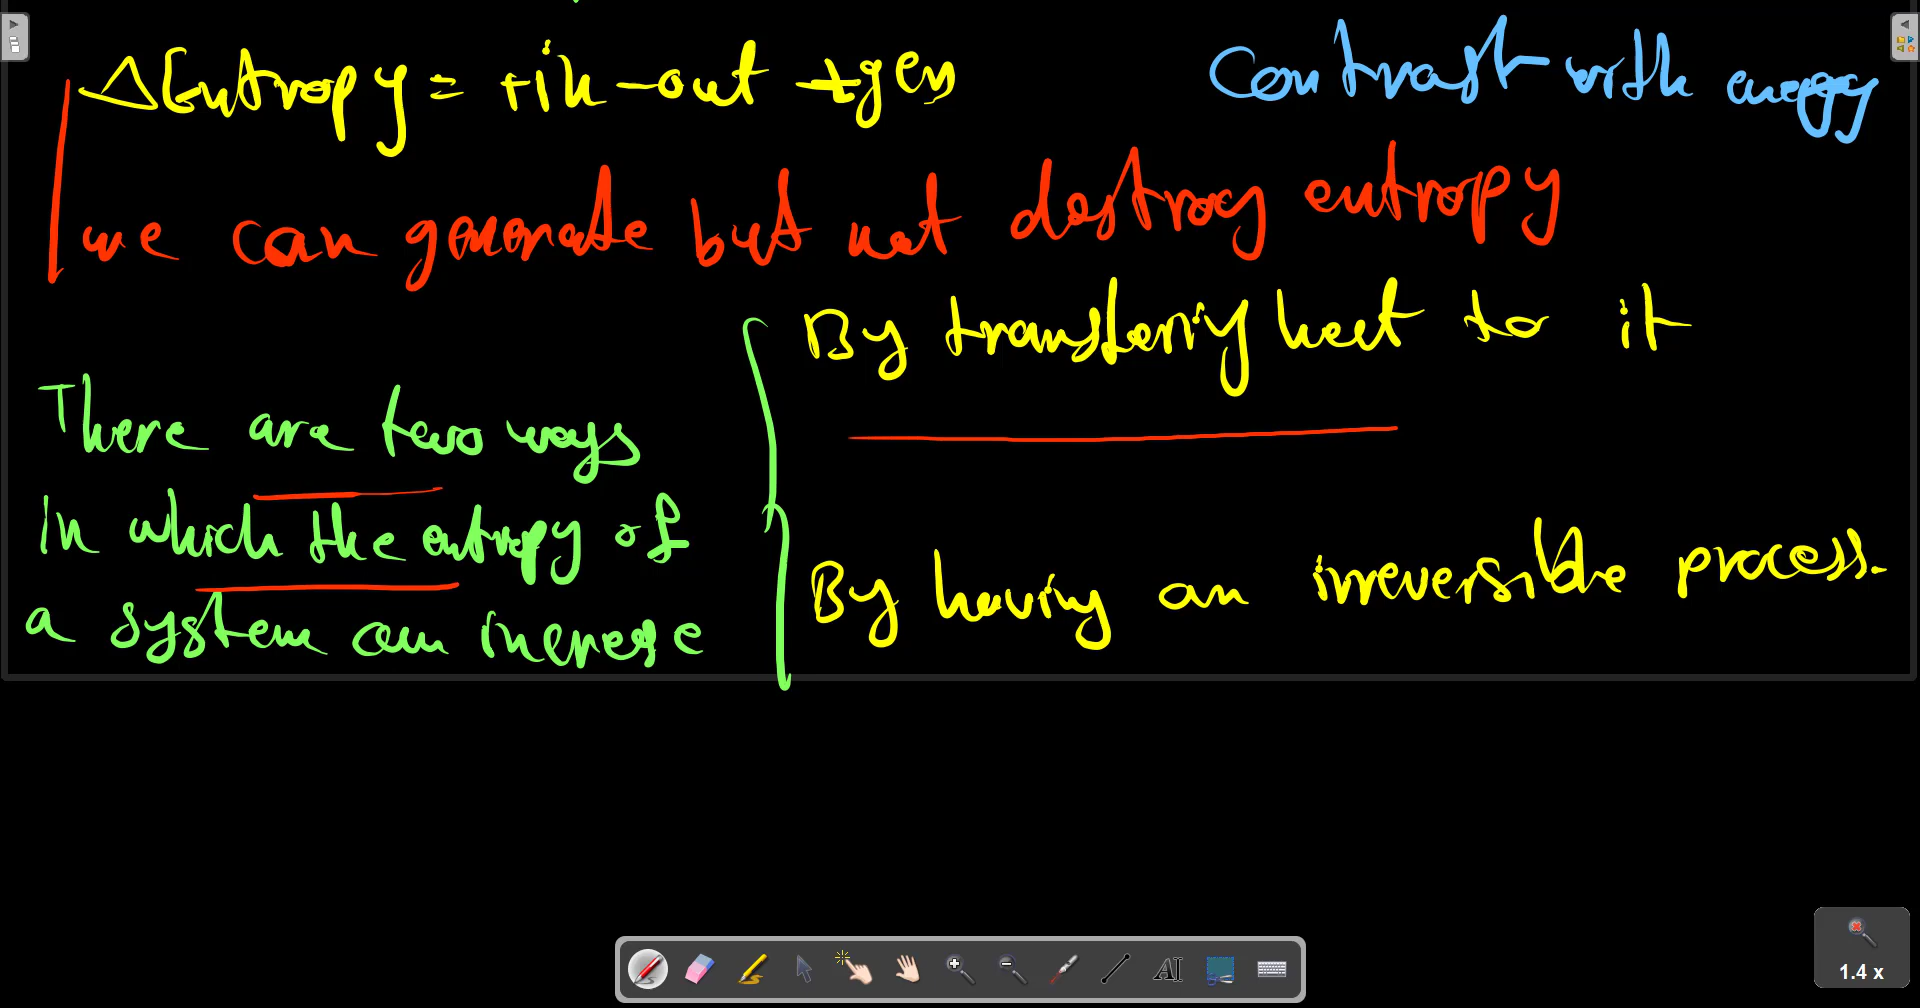 ΔEntropy = +in -out +gen
Contrast with energy
we can generate but not destroy entropy
There are two ways
in which the entropy of
a system can increase
By transferring heat to it
By having an irreversible process.
AI
1.4 x